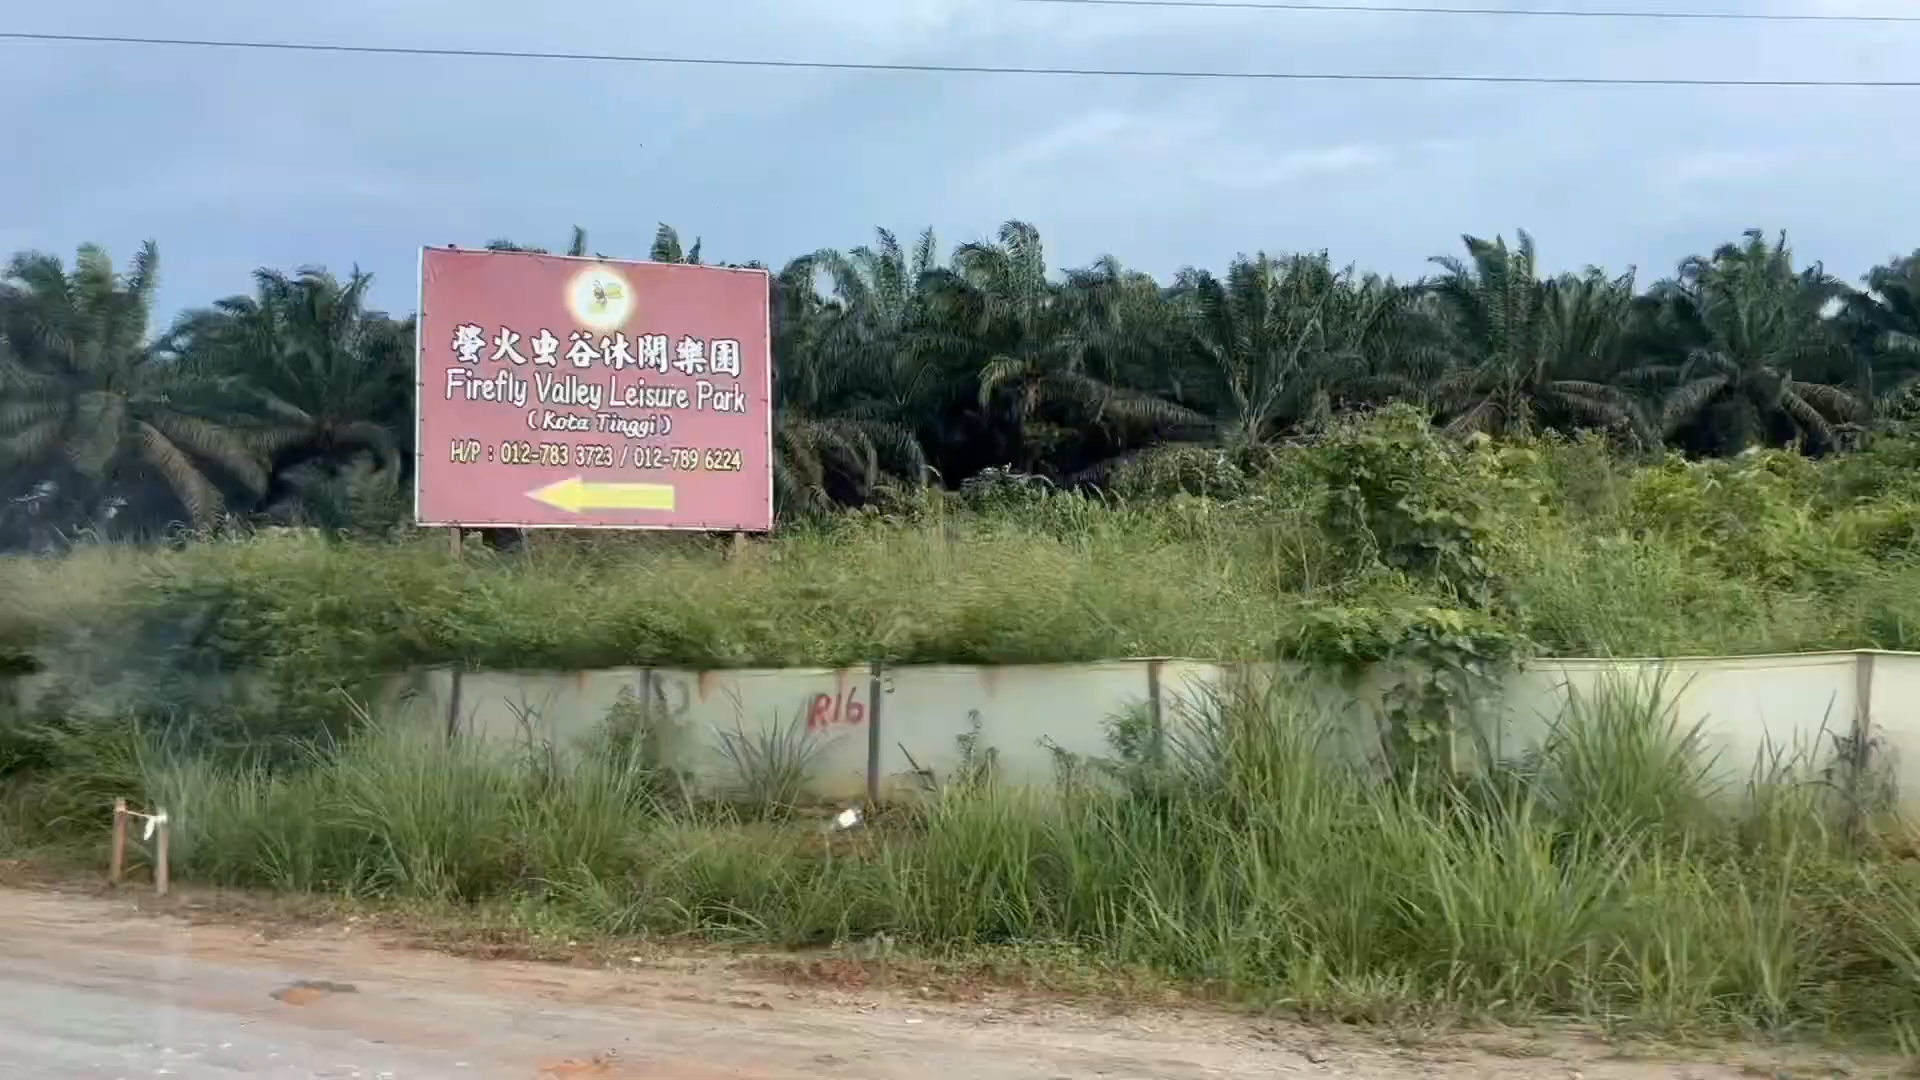 螢火虫谷休閒樂園
Firefly Valley Leisure Park
(Kota Tinggi)
H/P : 012-783 3723 / 012-789 6224
R16